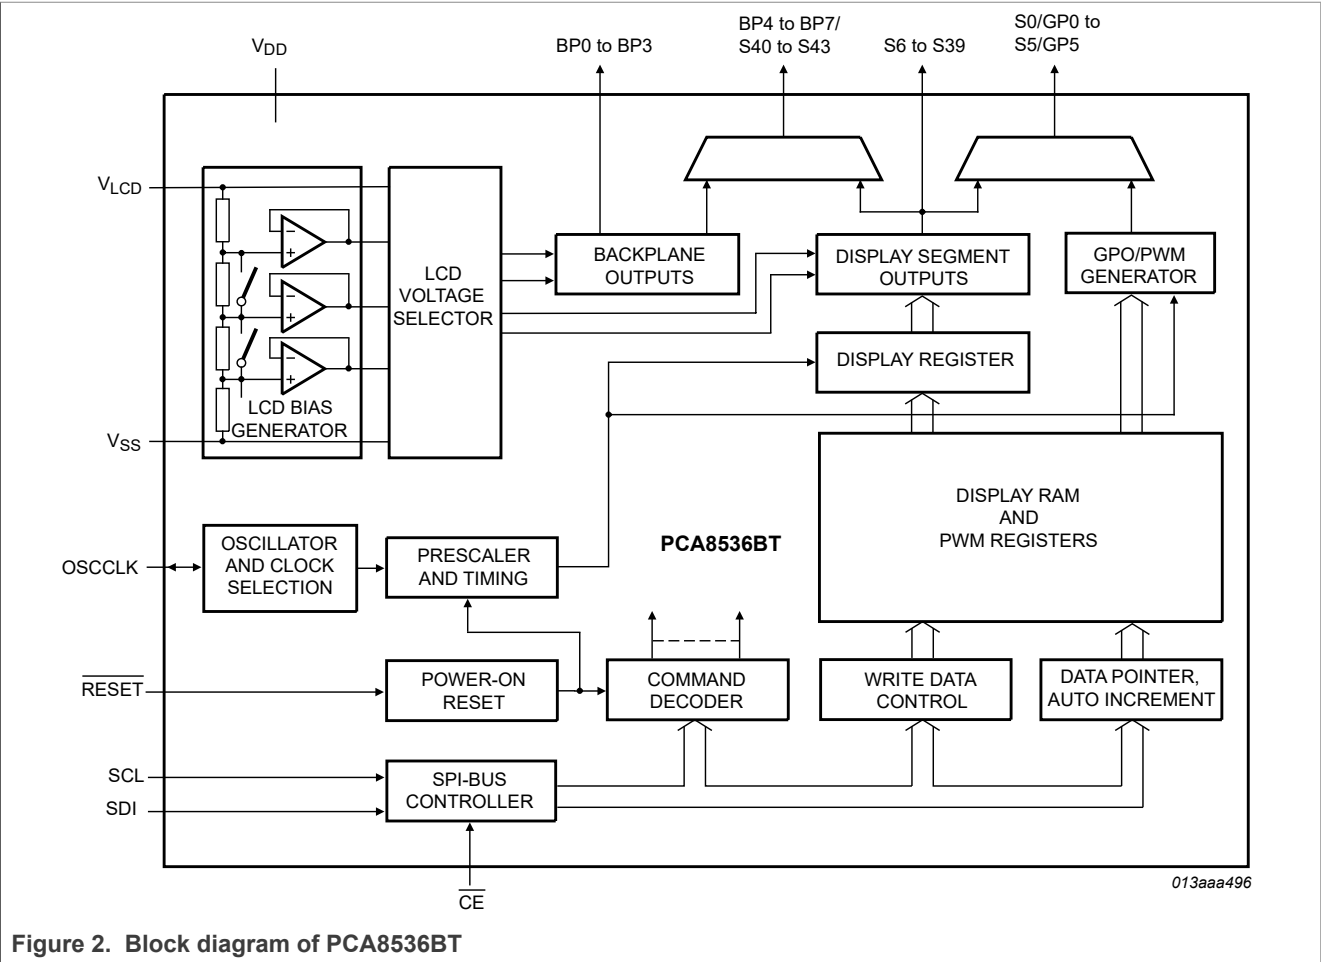 BP4 to BP7/
S40 to S43
S0/GP0 to
S5/GP5
VDD
BP0 to BP3
S6 to S39
VLCD
LCD
VOLTAGE
SELECTOR
BACKPLANE
OUTPUTS
DISPLAY SEGMENT
OUTPUTS
GPO/PWM
GENERATOR
−
+
−
+
−
+
DISPLAY REGISTER
LCD BIAS
GENERATOR
VSS
DISPLAY RAM
AND
PWM REGISTERS
OSCCLK
OSCILLATOR
AND CLOCK
SELECTION
PRESCALER
AND TIMING
PCA8536BT
RESET
POWER-ON
RESET
COMMAND
DECODER
WRITE DATA
CONTROL
DATA POINTER,
AUTO INCREMENT
SCL
SDI
SPI-BUS
CONTROLLER
CE
013aaa496
Figure 2. Block diagram of PCA8536BT